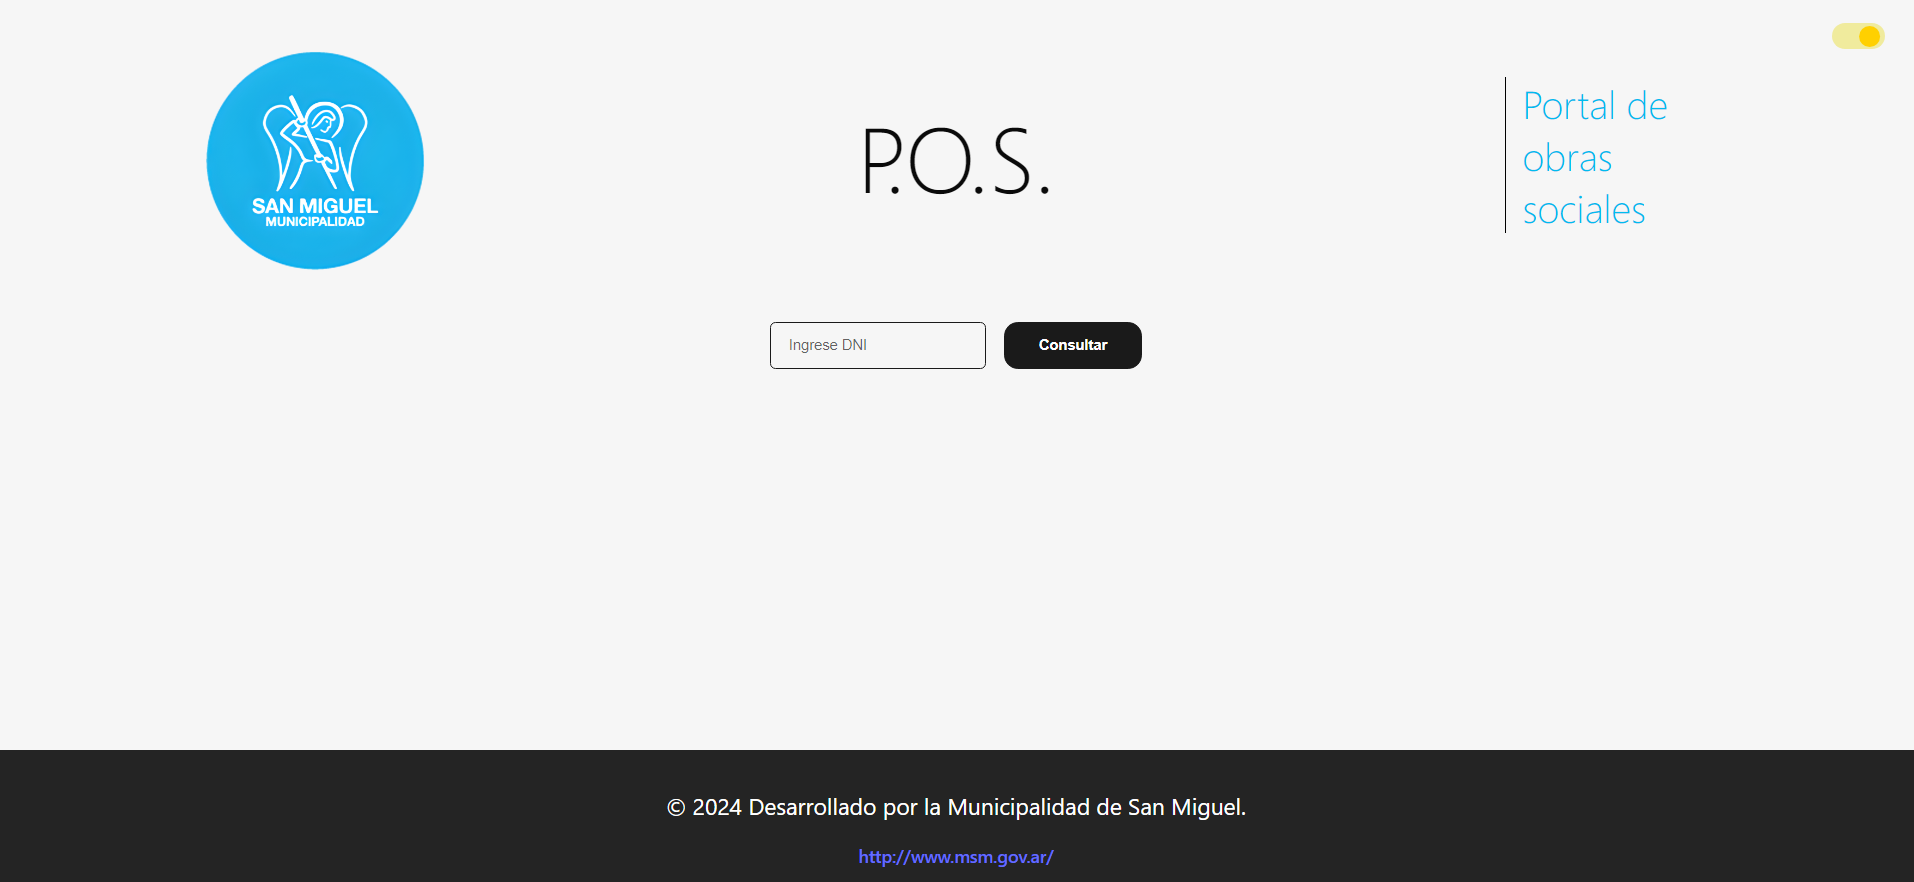 SAN MIGUEL
MUNICIPALIDAD
P.O.S.
Portal de
obras
sociales
Ingrese DNI
Consultar
© 2024 Desarrollado por la Municipalidad de San Miguel.
http://www.msm.gov.ar/